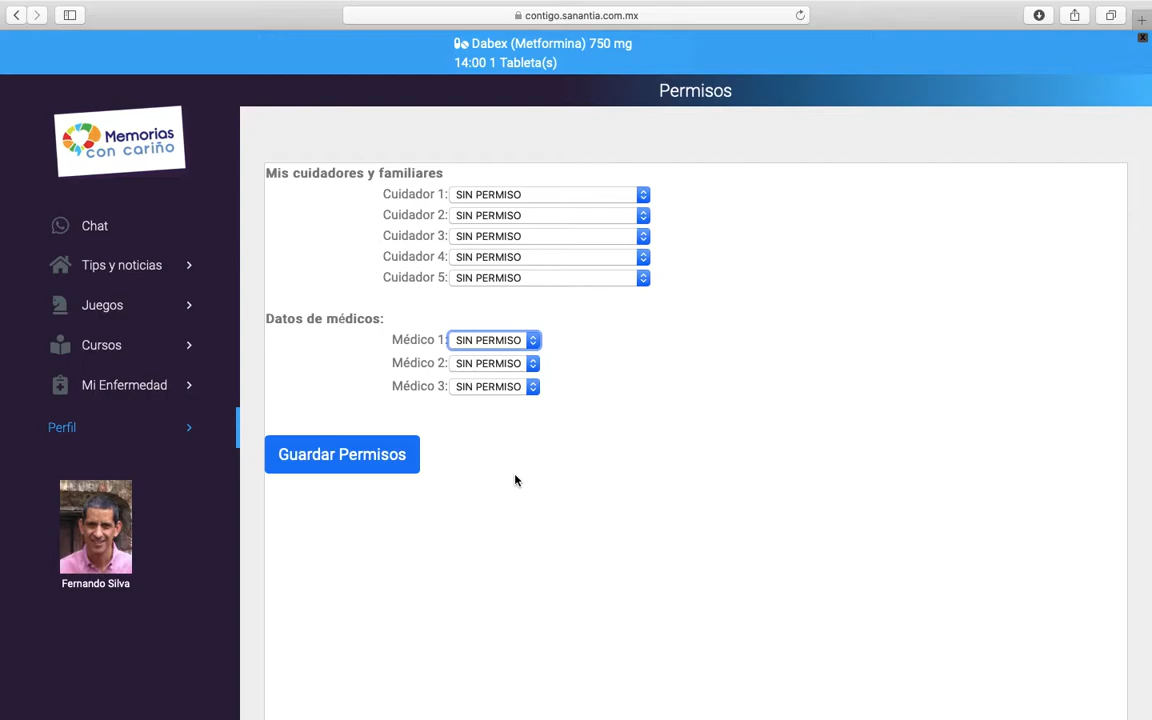 contigo.sanantia.com.mx
Dabex (Metformina) 750 mg
14:00 1 Tableta(s)
Permisos
Memorias
con cariño
Chat
Tips y noticias
Juegos
Cursos
Mi Enfermedad
Perfil
Fernando Silva
Mis cuidadores y familiares
Cuidador 1: SIN PERMISO
Cuidador 2: SIN PERMISO
Cuidador 3: SIN PERMISO
Cuidador 4: SIN PERMISO
Cuidador 5: SIN PERMISO
Datos de médicos:
Médico 1: SIN PERMISO
Médico 2: SIN PERMISO
Médico 3: SIN PERMISO
Guardar Permisos